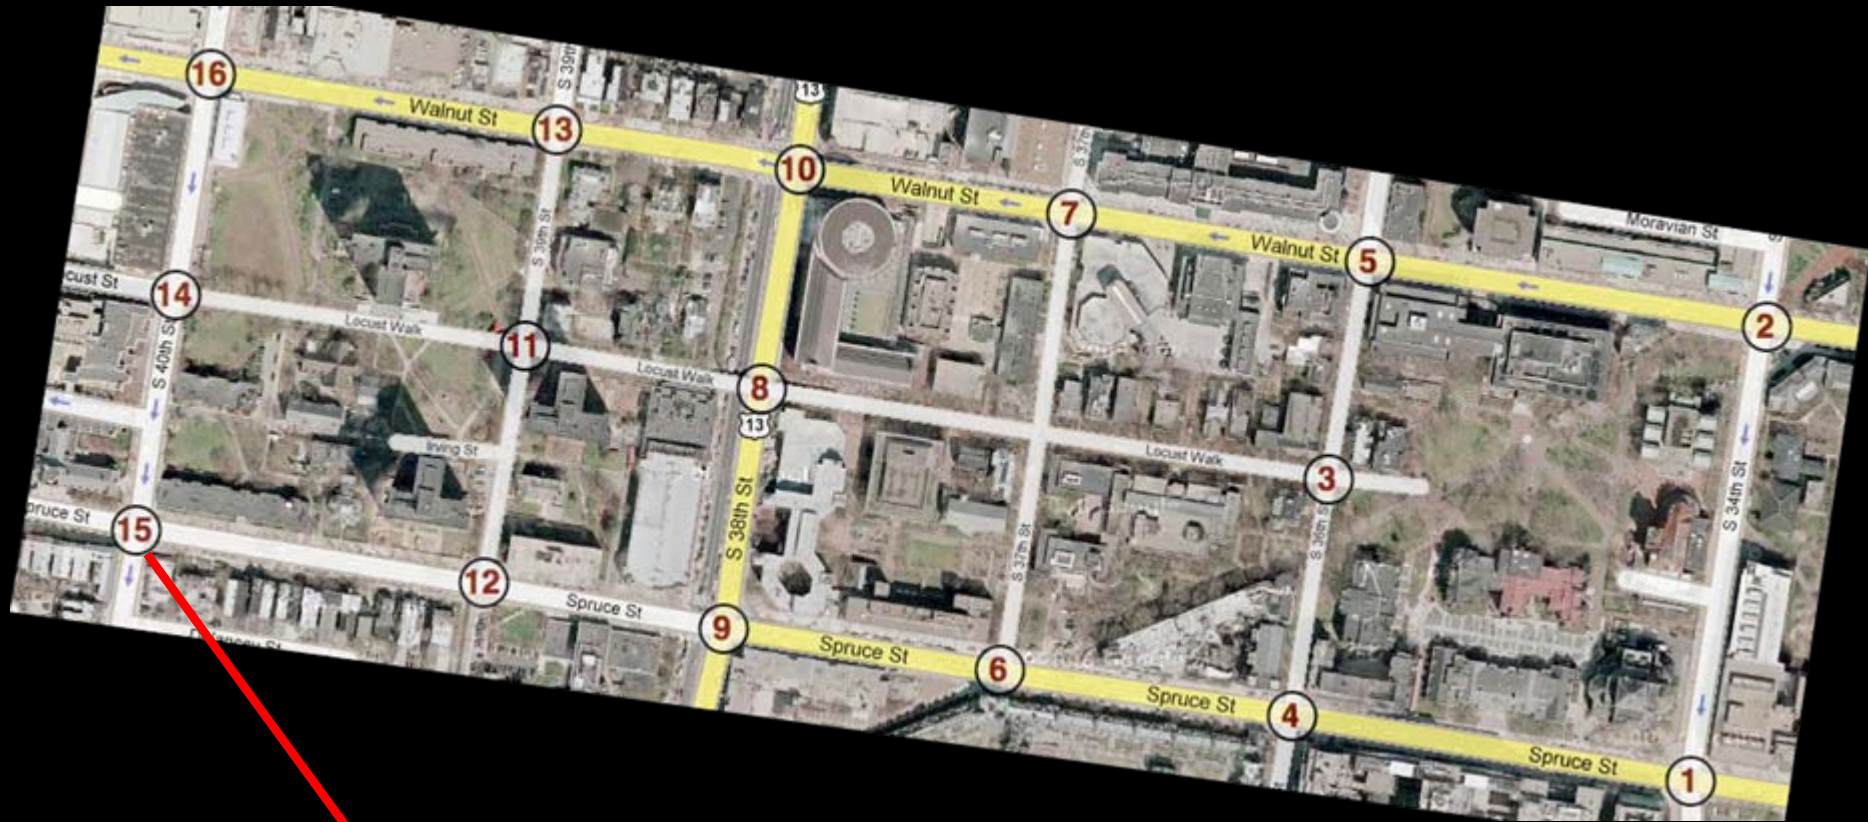 13
16
S 39th
Walnut St
13
10
S 37th
Walnut St
7
Moravian St
Walnut St
5
2
S 39th St
cust St
14
Locust Walk
11
Locust Walk
8
13
S 40th St
Irving St
Locust Walk
3
S 34th St
S 38th St
S 37th St
S 36th St
pruce St
15
12
Spruce St
9
Spruce St
6
Spruce St
4
Spruce St
1